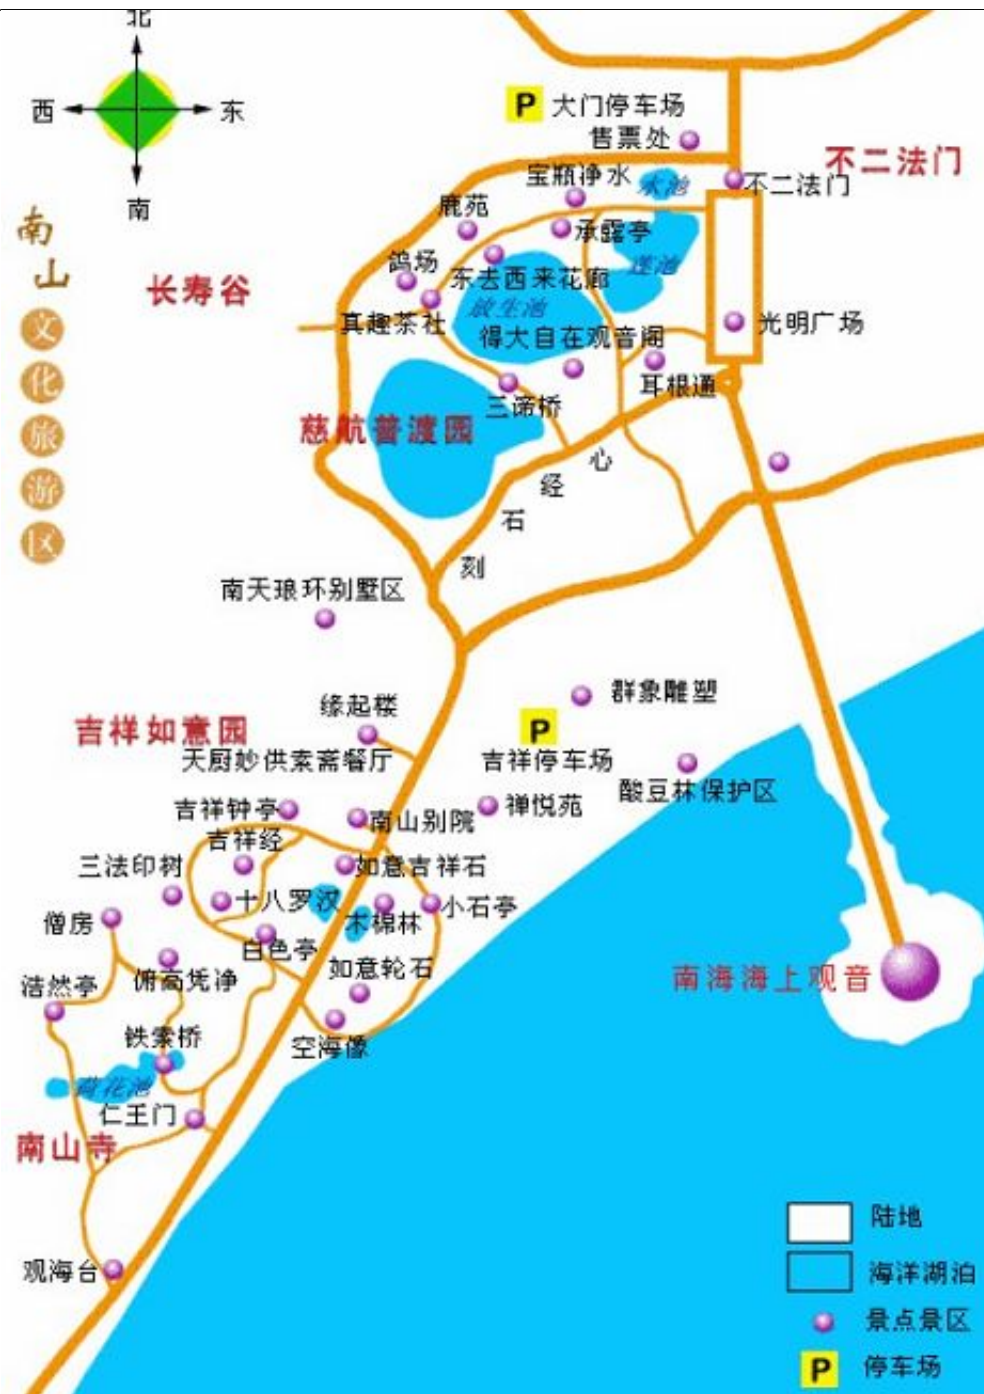 北
西
东
南
南山文化旅游区
大门停车场
售票处
不二法门
不二法门
宝瓶净水
水池
鹿苑
承露亭
莲池
鸽场
东去西来花廊
长寿谷
放生池
真趣茶社
光明广场
得大自在观音阁
耳根通
三谛桥
慈航普渡园
心经石刻
南天琅环别墅区
群象雕塑
缘起楼
吉祥如意园
天厨妙供素斋餐厅
吉祥停车场
酸豆林保护区
吉祥钟亭
南山别院
禅悦苑
吉祥经
三法印树
如意吉祥石
十八罗汉
木棉林
小石亭
僧房
白色亭
如意轮石
俯高凭净
浩然亭
南海海上观音
铁索桥
空海像
荷花池
仁王门
南山寺
观海台
陆地
海洋湖泊
景点景区
P
停车场
P
P